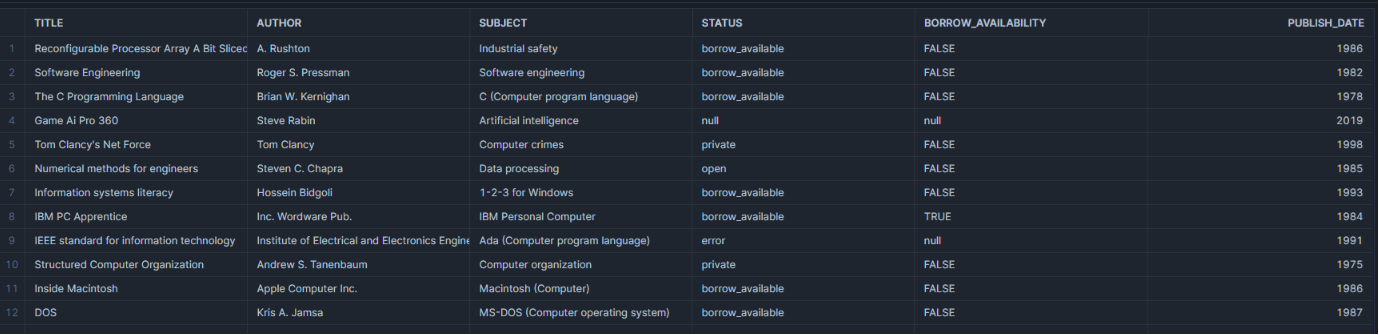 TITLE AUTHOR SUBJECT STATUS BORROW_AVAILABILITY PUBLISH_DATE
1 Reconfigurable Processor Array A Bit Sliced A. Rushton Industrial safety borrow_available FALSE 1986
2 Software Engineering Roger S. Pressman Software engineering borrow_available FALSE 1982
3 The C Programming Language Brian W. Kernighan C (Computer program language) borrow_available FALSE 1978
4 Game Ai Pro 360 Steve Rabin Artificial intelligence null null 2019
5 Tom Clancy's Net Force Tom Clancy Computer crimes private FALSE 1998
6 Numerical methods for engineers Steven C. Chapra Data processing open FALSE 1985
7 Information systems literacy Hossein Bidgoli 1-2-3 for Windows borrow_available FALSE 1993
8 IBM PC Apprentice Inc. Wordware Pub. IBM Personal Computer borrow_available TRUE 1984
9 IEEE standard for information technology Institute of Electrical and Electronics Engine Ada (Computer program language) error null 1991
10 Structured Computer Organization Andrew S. Tanenbaum Computer organization private FALSE 1975
11 Inside Macintosh Apple Computer Inc. Macintosh (Computer) borrow_available FALSE 1986
12 DOS Kris A. Jamsa MS-DOS (Computer operating system) borrow_available FALSE 1987